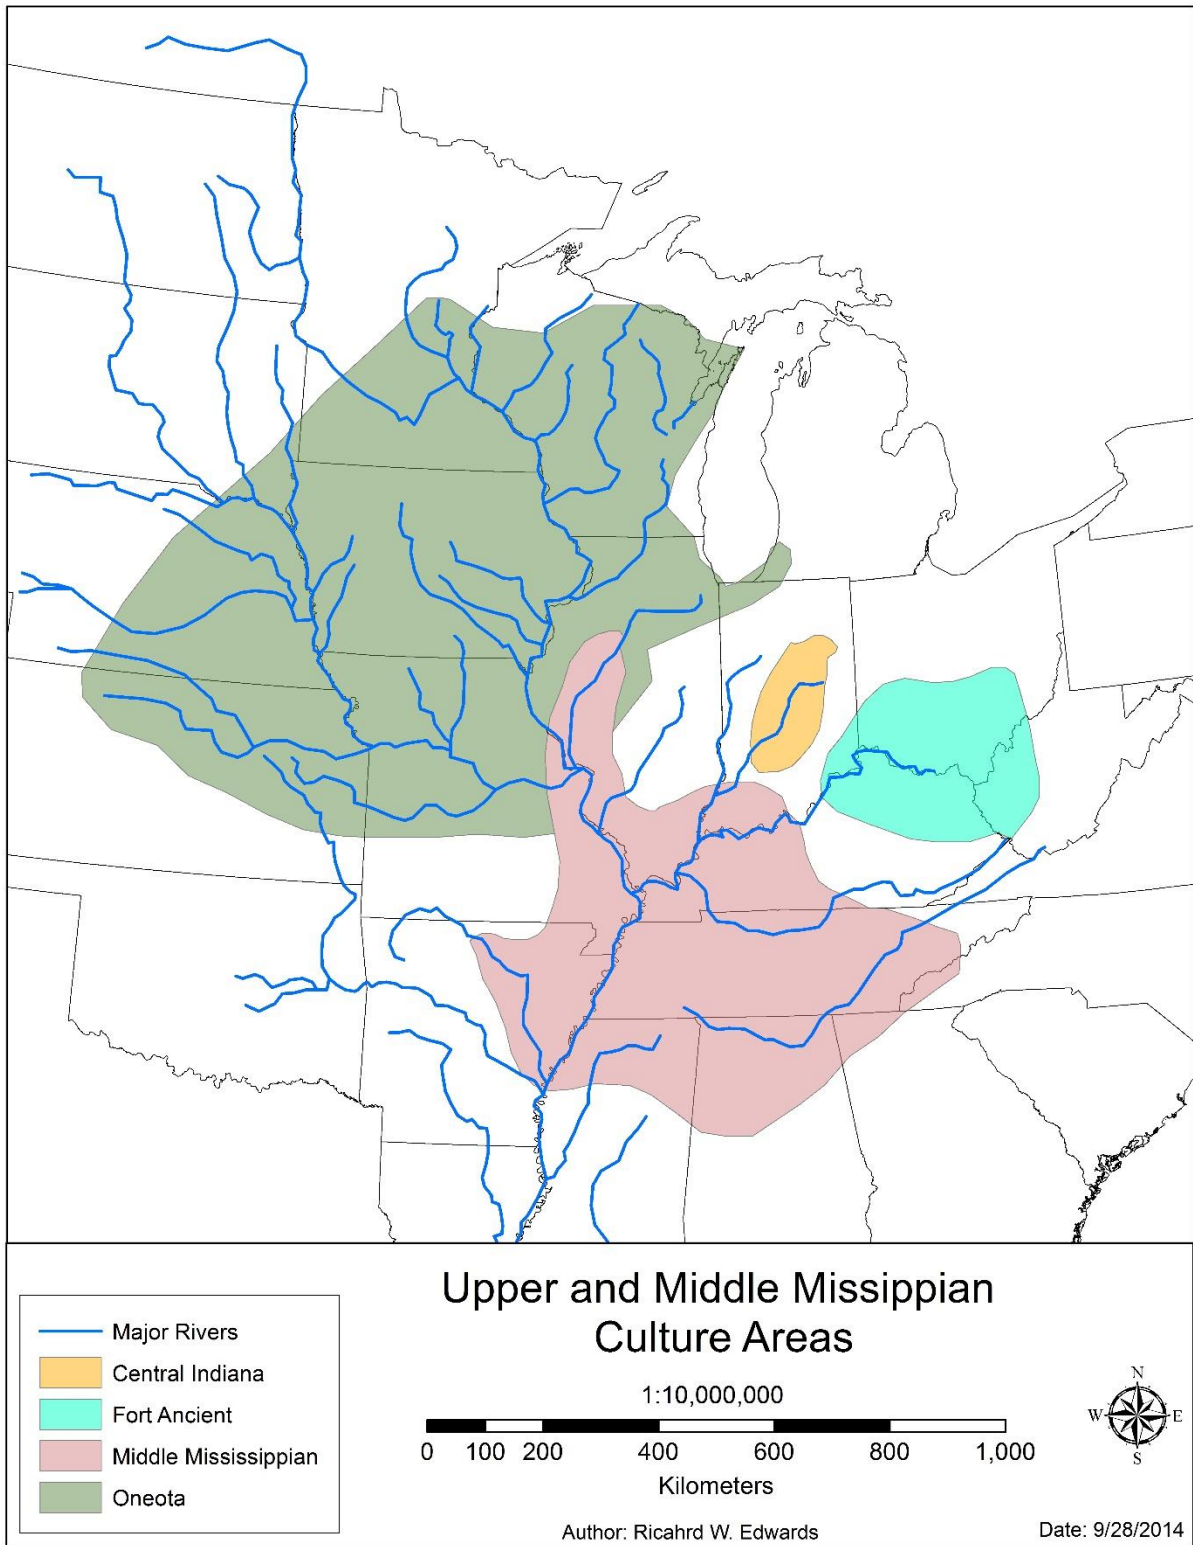 Upper and Middle Missippian
Culture Areas
1:10,000,000
0 100 200 400 600 800 1,000
Kilometers
Major Rivers
Central Indiana
Fort Ancient
Middle Mississippian
Oneota
N
W E
S
Author: Ricahrd W. Edwards
Date: 9/28/2014